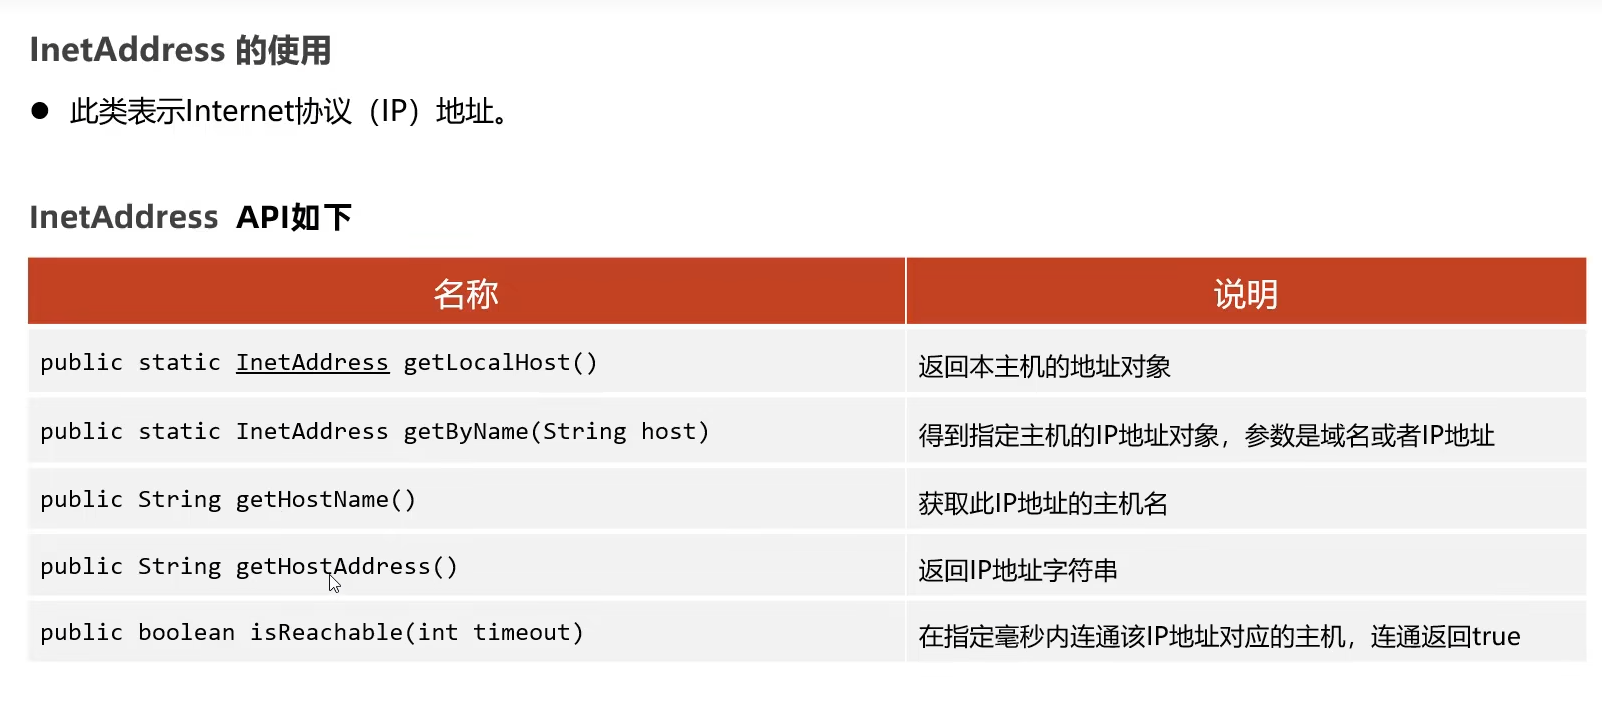 InetAddress 的使用
● 此类表示Internet协议（IP）地址。
InetAddress API如下
名称 说明
public static InetAddress getLocalHost() 返回本主机的地址对象
public static InetAddress getByName(String host) 得到指定主机的IP地址对象，参数是域名或者IP地址
public String getHostName() 获取此IP地址的主机名
public String getHostAddress() 返回IP地址字符串
public boolean isReachable(int timeout) 在指定毫秒内连通该IP地址对应的主机，连通返回true